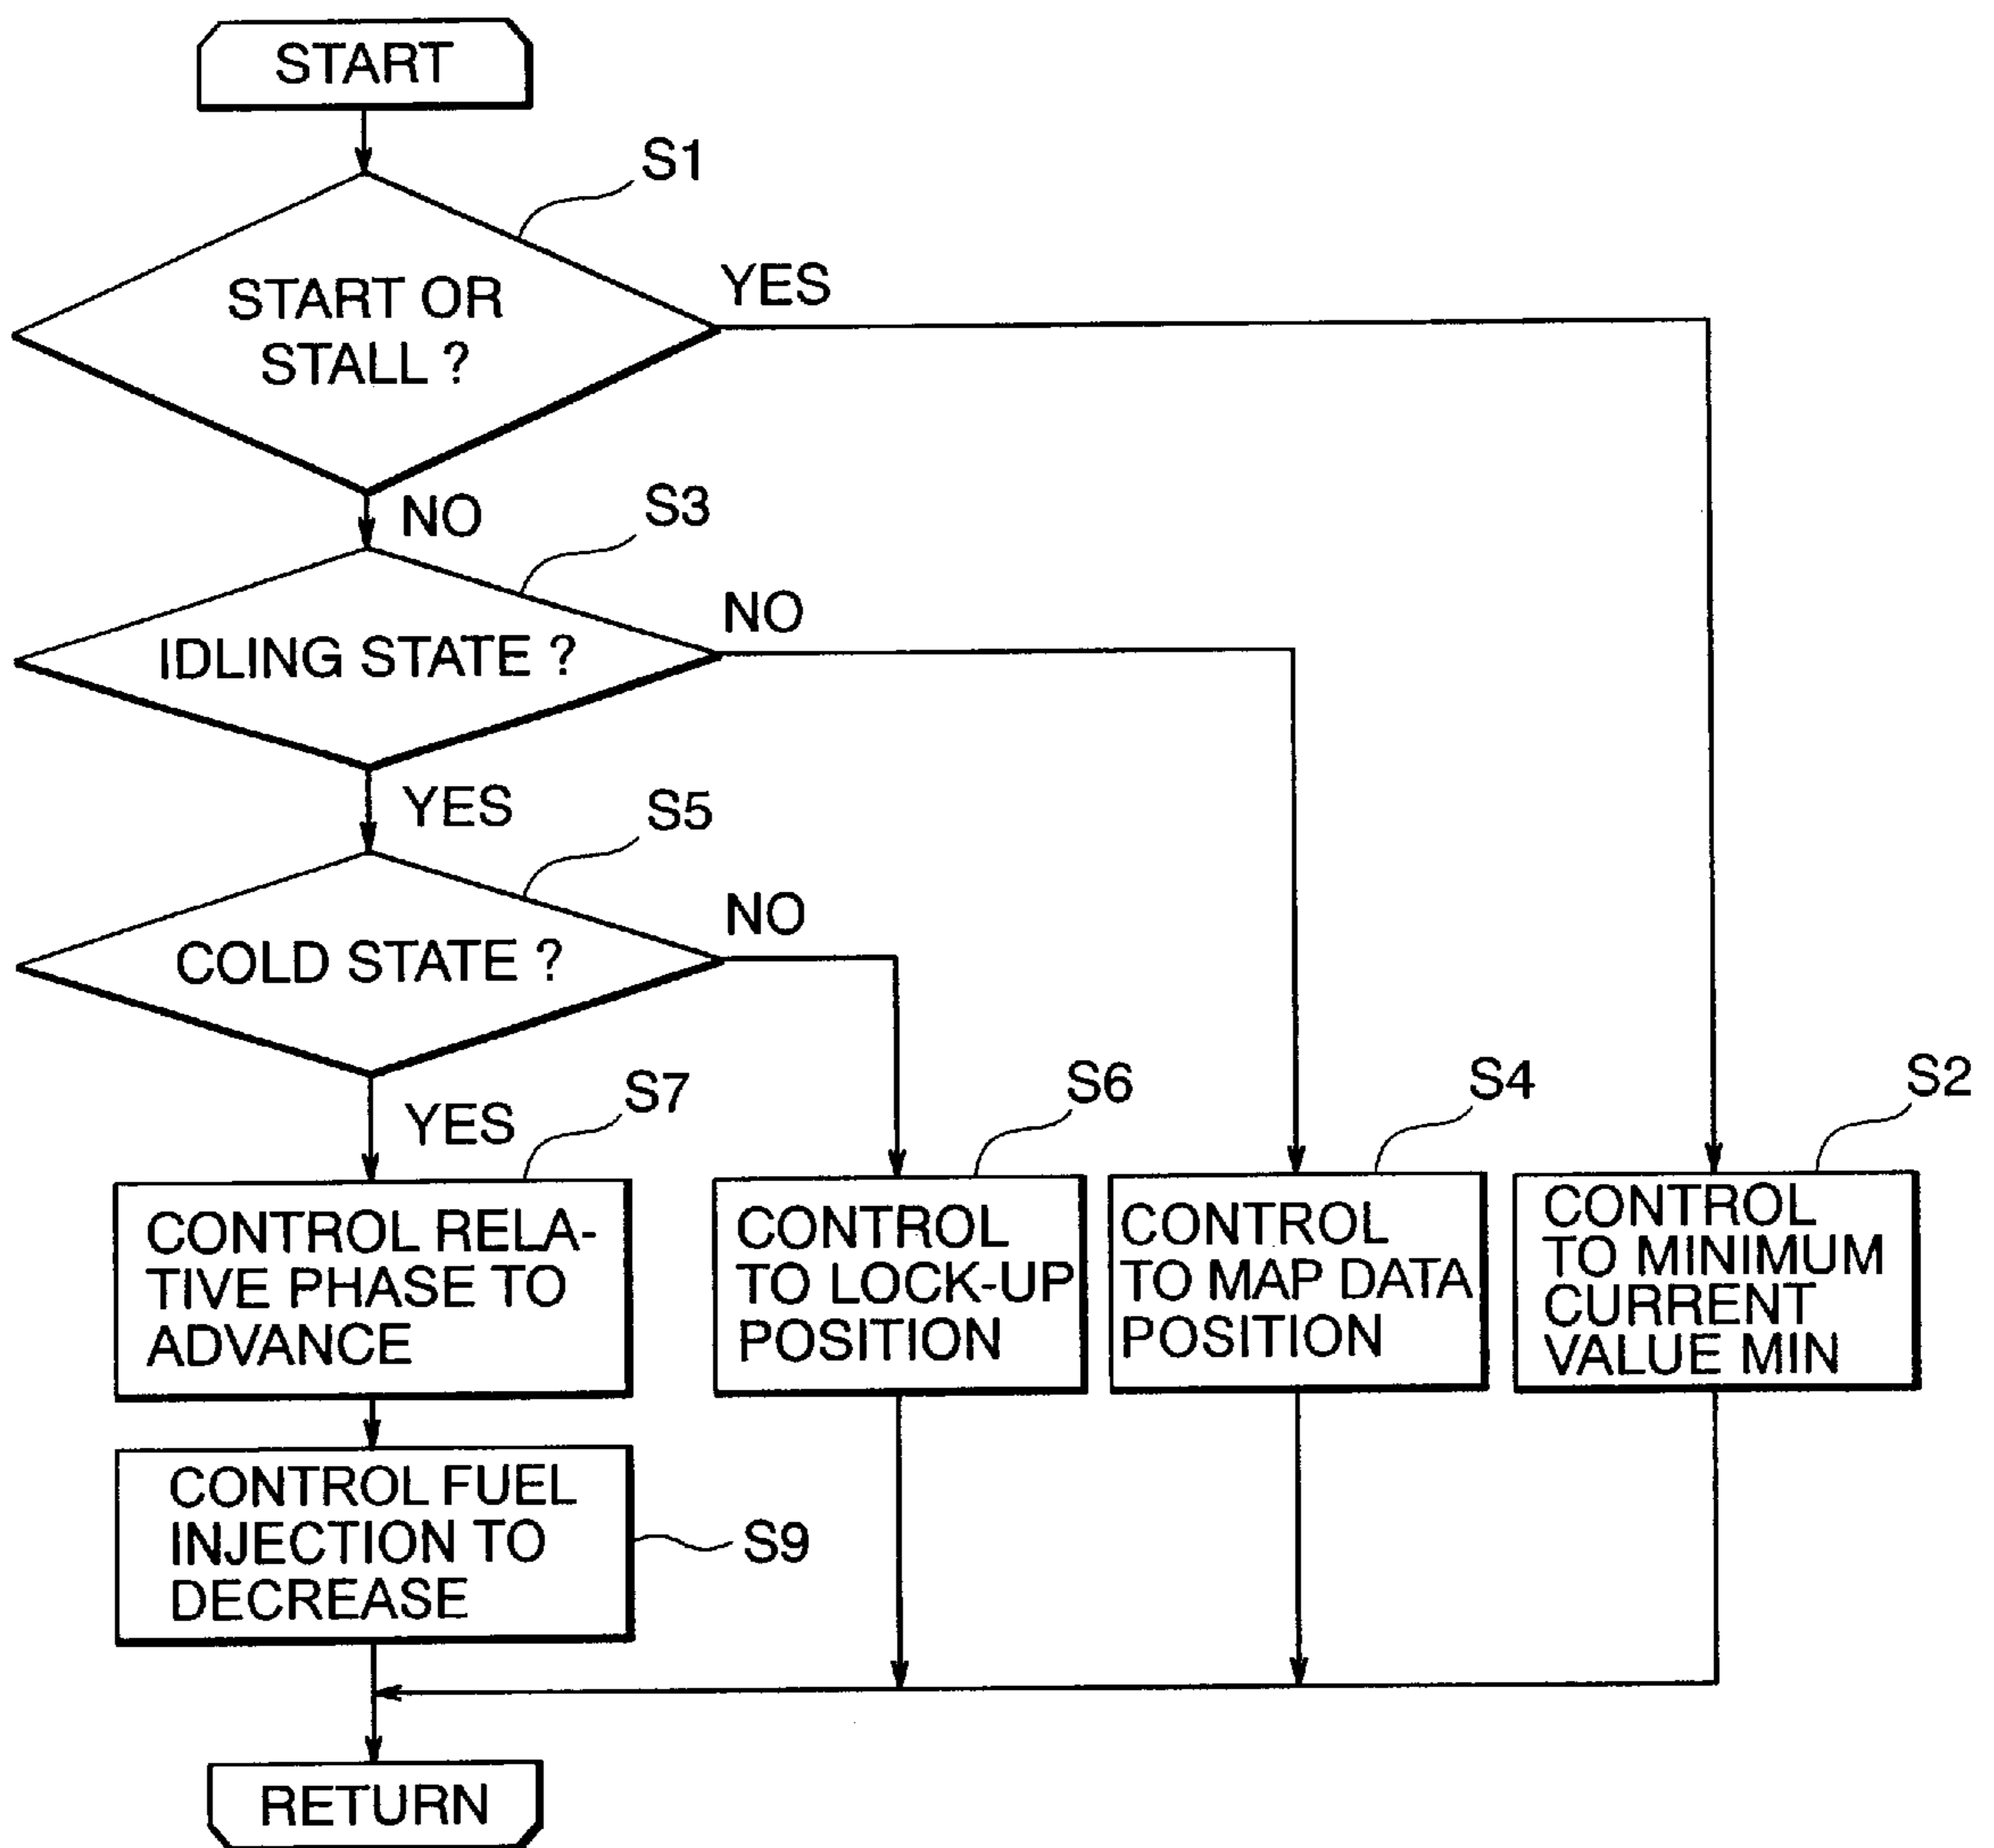 START
S1
START OR
STALL ?
YES
NO
S3
IDLING STATE ?
NO
YES
S5
COLD STATE ?
NO
YES
S7
CONTROL RELA-
TIVE PHASE TO
ADVANCE
S6
CONTROL
TO LOCK-UP
POSITION
S4
CONTROL
TO MAP DATA
POSITION
S2
CONTROL
TO MINIMUM
CURRENT
VALUE MIN
CONTROL FUEL
INJECTION TO
DECREASE
S9
RETURN